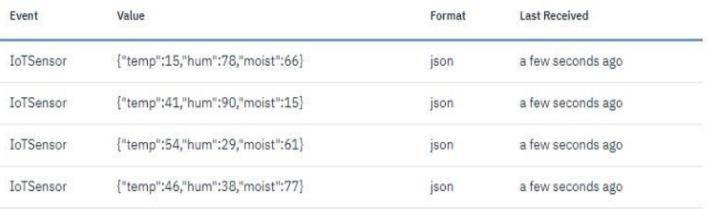 Event Value Format Last Received
IoTSensor {"temp":15,"hum":78,"moist":66} json a few seconds ago
IoTSensor {"temp":41,"hum":90,"moist":15} json a few seconds ago
IoTSensor {"temp":54,"hum":29,"moist":61} json a few seconds ago
IoTSensor {"temp":46,"hum":38,"moist":77} json a few seconds ago